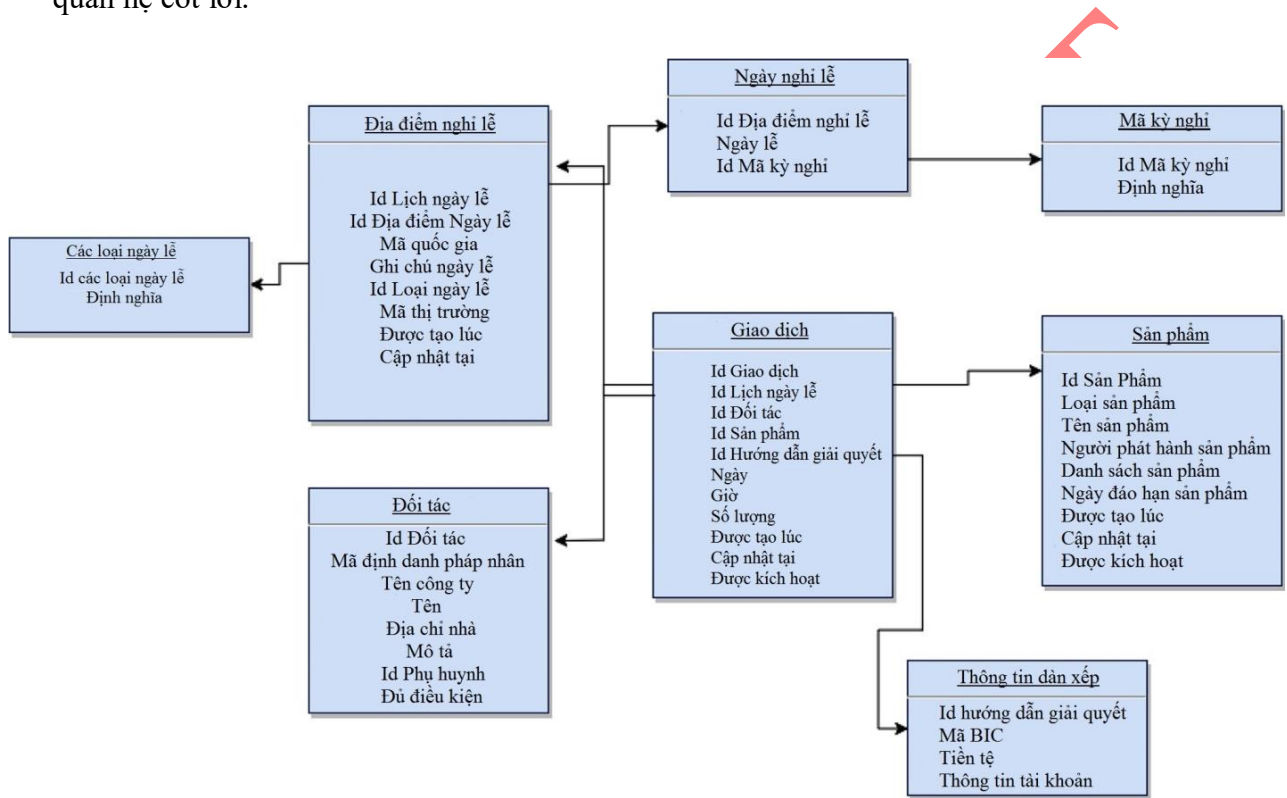 quan hệ cốt lõi.
Ngày nghỉ lễ
Id Địa điểm nghỉ lễ
Ngày lễ
Id Mã kỳ nghỉ
Mã kỳ nghỉ
Id Mã kỳ nghỉ
Định nghĩa
Địa điểm nghỉ lễ
Id Lịch ngày lễ
Id Địa điểm Ngày lễ
Mã quốc gia
Ghi chú ngày lễ
Id Loại ngày lễ
Mã thị trường
Được tạo lúc
Cập nhật tại
Các loại ngày lễ
Id các loại ngày lễ
Định nghĩa
Giao dịch
Id Giao dịch
Id Lịch ngày lễ
Id Đối tác
Id Sản phẩm
Id Hướng dẫn giải quyết
Ngày
Giờ
Số lượng
Được tạo lúc
Cập nhật tại
Được kích hoạt
Sản phẩm
Id Sản Phẩm
Loại sản phẩm
Tên sản phẩm
Người phát hành sản phẩm
Danh sách sản phẩm
Ngày đáo hạn sản phẩm
Được tạo lúc
Cập nhật tại
Được kích hoạt
Đối tác
Id Đối tác
Mã định danh pháp nhân
Tên công ty
Tên
Địa chỉ nhà
Mô tả
Id Phụ huynh
Đủ điều kiện
Thông tin dàn xếp
Id hướng dẫn giải quyết
Mã BIC
Tiền tệ
Thông tin tài khoản